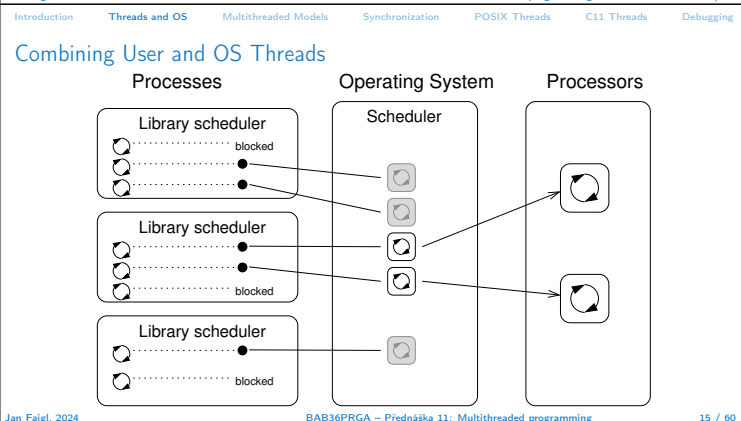 Introduction Threads and OS Multithreaded Models Synchronization POSIX Threads C11 Threads Debugging
Combining User and OS Threads
Processes Operating System Processors
Library scheduler
blocked
Scheduler
Library scheduler
blocked
Library scheduler
blocked
Jan Faigl, 2024 BAB36PRGA – Přednáška 11: Multithreaded programming 15 / 60